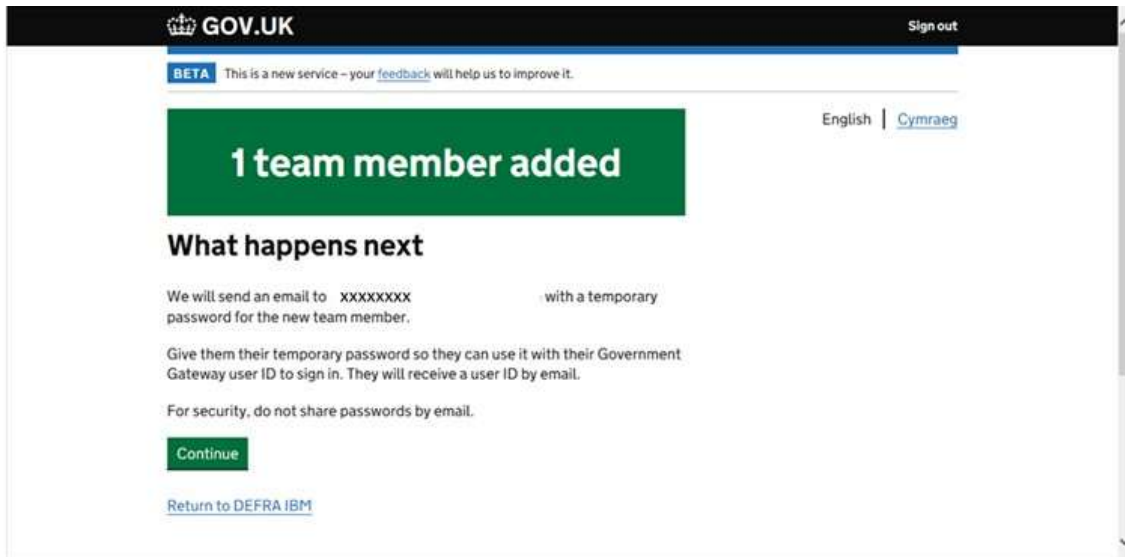 GOV.UK
Sign out
BETA This is a new service – your feedback will help us to improve it.
English | Cymraeg
1 team member added
What happens next
We will send an email to XXXXXXXX with a temporary
password for the new team member.
Give them their temporary password so they can use it with their Government
Gateway user ID to sign in. They will receive a user ID by email.
For security, do not share passwords by email.
Continue
Return to DEFRA IBM